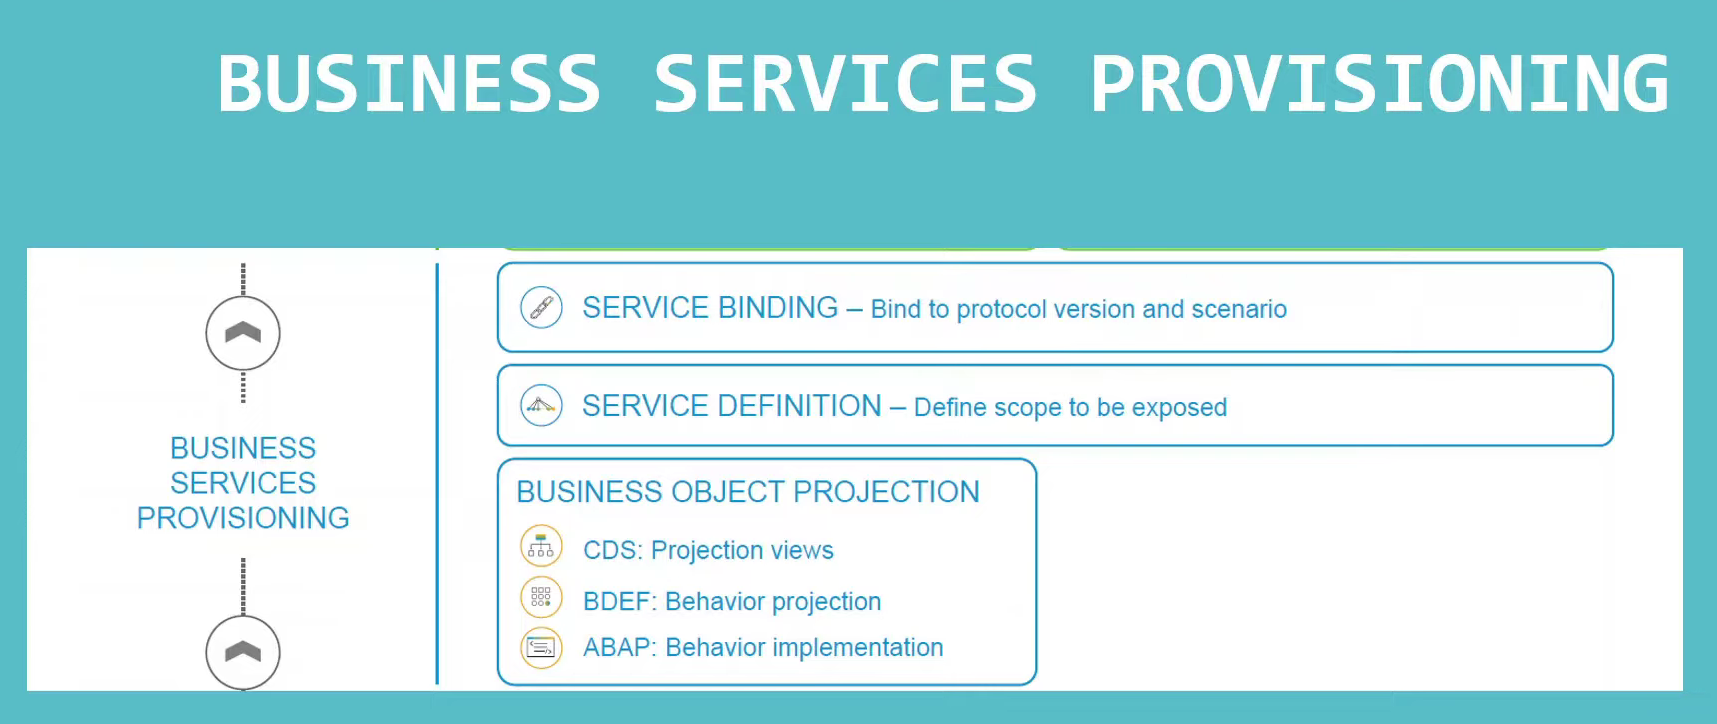 BUSINESS SERVICES PROVISIONING
SERVICE BINDING – Bind to protocol version and scenario
SERVICE DEFINITION – Define scope to be exposed
BUSINESS
SERVICES
PROVISIONING
BUSINESS OBJECT PROJECTION
CDS: Projection views
BDEF: Behavior projection
ABAP: Behavior implementation